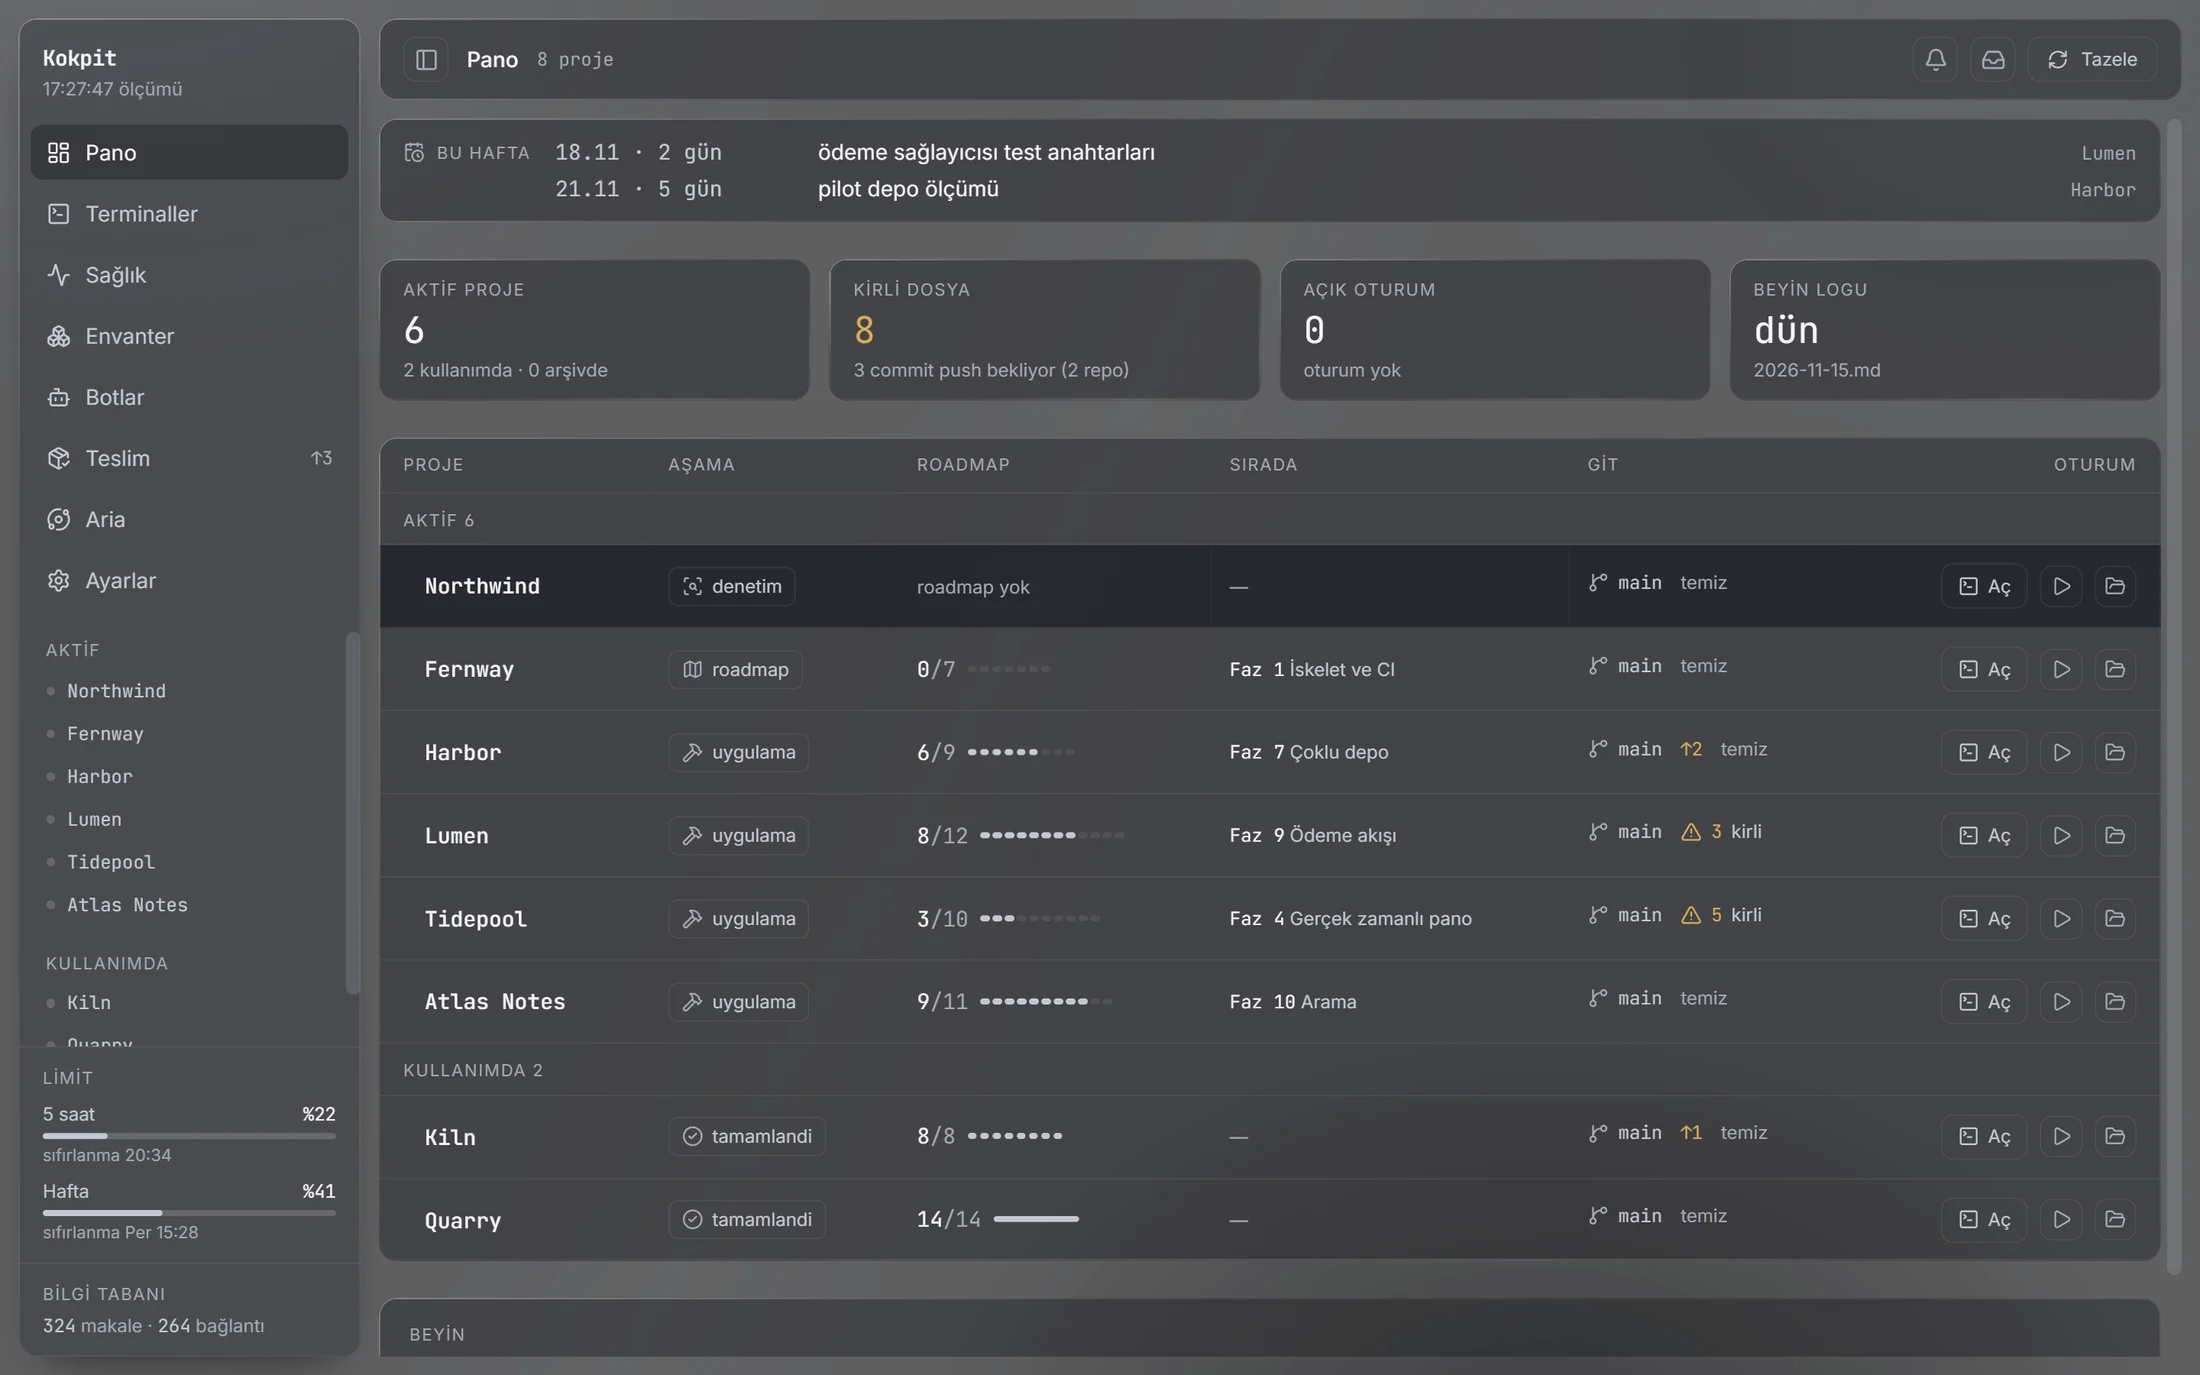 Kokpit
17:27:47 ölçümü
Pano
Terminaller
Sağlık
Envanter
Botlar
Teslim ↑3
Aria
Ayarlar
AKTİF
Northwind
Fernway
Harbor
Lumen
Tidepool
Atlas Notes
KULLANIMDA
Kiln
Quarry
LİMİT
5 saat %22
sıfırlanma 20:34
Hafta %41
sıfırlanma Per 15:28
BİLGİ TABANI
324 makale · 264 bağlantı
Pano 8 proje
Tazele
BU HAFTA 18.11 · 2 gün ödeme sağlayıcısı test anahtarları Lumen
21.11 · 5 gün pilot depo ölçümü Harbor
AKTİF PROJE
6
2 kullanımda · 0 arşivde
KİRLİ DOSYA
8
3 commit push bekliyor (2 repo)
AÇIK OTURUM
0
oturum yok
BEYİN LOGU
dün
2026-11-15.md
PROJE AŞAMA ROADMAP SIRADA GİT OTURUM
AKTİF 6
Northwind denetim roadmap yok — main temiz Aç
Fernway roadmap 0/7 Faz 1 İskelet ve CI main temiz Aç
Harbor uygulama 6/9 Faz 7 Çoklu depo main ↑2 temiz Aç
Lumen uygulama 8/12 Faz 9 Ödeme akışı main 3 kirli Aç
Tidepool uygulama 3/10 Faz 4 Gerçek zamanlı pano main 5 kirli Aç
Atlas Notes uygulama 9/11 Faz 10 Arama main temiz Aç
KULLANIMDA 2
Kiln tamamlandi 8/8 — main ↑1 temiz Aç
Quarry tamamlandi 14/14 — main temiz Aç
BEYİN